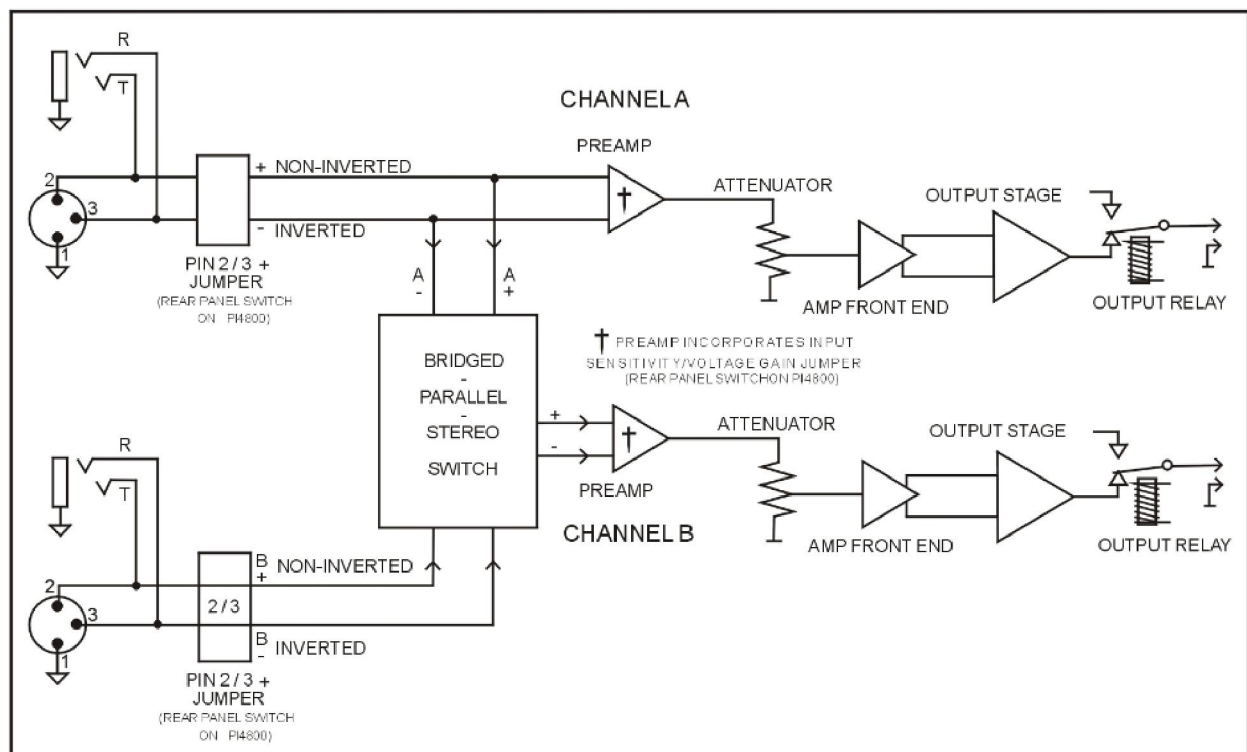 R
T
CHANNEL A
PREAMP
2
+ NON-INVERTED
†
ATTENUATOR
OUTPUT STAGE
3
- INVERTED
1
PIN 2 / 3 +
JUMPER
(REAR PANEL SWITCH
ON PI4800)
A
-
A
+
AMP FRONT END
OUTPUT RELAY
† PREAMP INCORPORATES INPUT
SENSITIVITY/VOLTAGE GAIN JUMPER
(REAR PANEL SWITCHON PI4800)
BRIDGED
-
PARALLEL
-
STEREO
SWITCH
+
-
†
PREAMP
ATTENUATOR
OUTPUT STAGE
R
T
CHANNEL B
AMP FRONT END
OUTPUT RELAY
2
B
+
NON-INVERTED
2 / 3
3
B
-
INVERTED
1
PIN 2 / 3 +
JUMPER
(REAR PANEL SWITCH
ON PI4800)